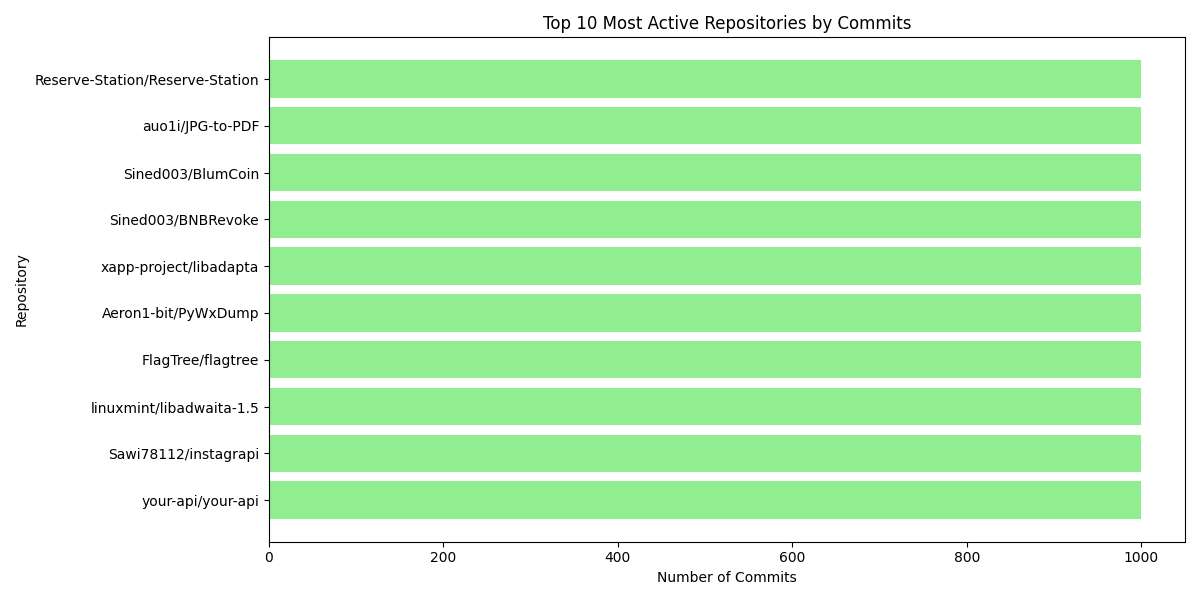 Top 10 Most Active Repositories by Commits
Repository
Reserve-Station/Reserve-Station
auo1i/JPG-to-PDF
Sined003/BlumCoin
Sined003/BNBRevoke
xapp-project/libadapta
Aeron1-bit/PyWxDump
FlagTree/flagtree
linuxmint/libadwaita-1.5
Sawi78112/instagrapi
your-api/your-api
0 200 400 600 800 1000
Number of Commits